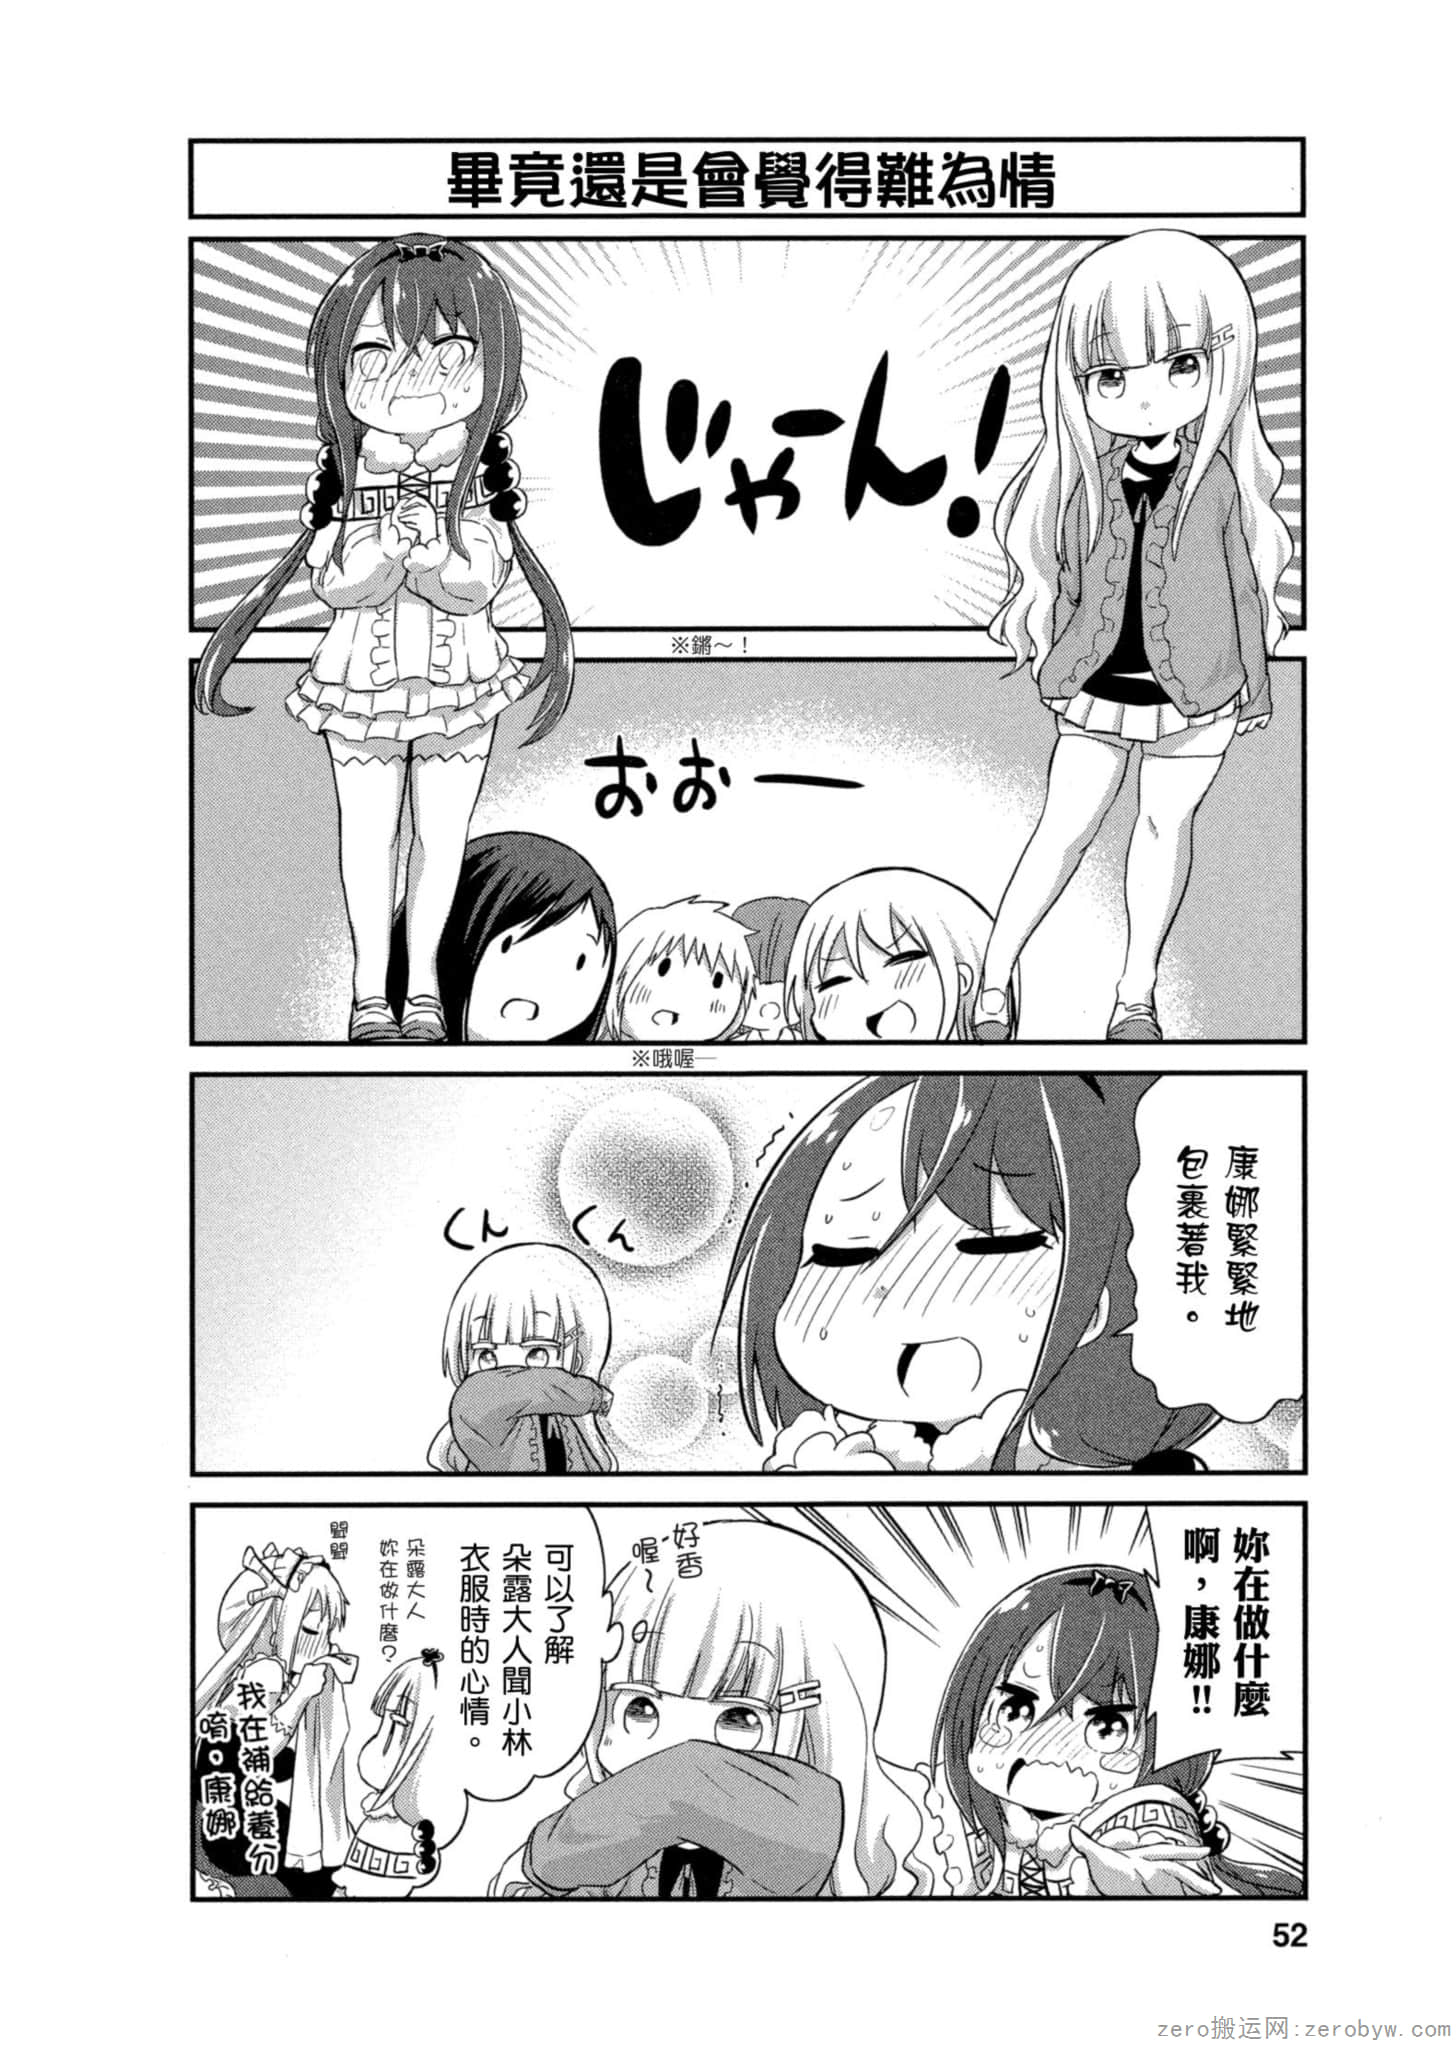 畢竟還是會覺得難為情
じゃーん!
※鏘～！
おおー
※哦喔─
康娜緊緊地
包裹著我。
くん
くん
妳在做什麼
啊，康娜!!
好香
喔～
可以了解
朵露大人聞小林
衣服時的心情。
朵露大人
妳在做什麼?
聞聞
我在補給養分
唷。康娜
52
zero搬运网:zerobyw.com